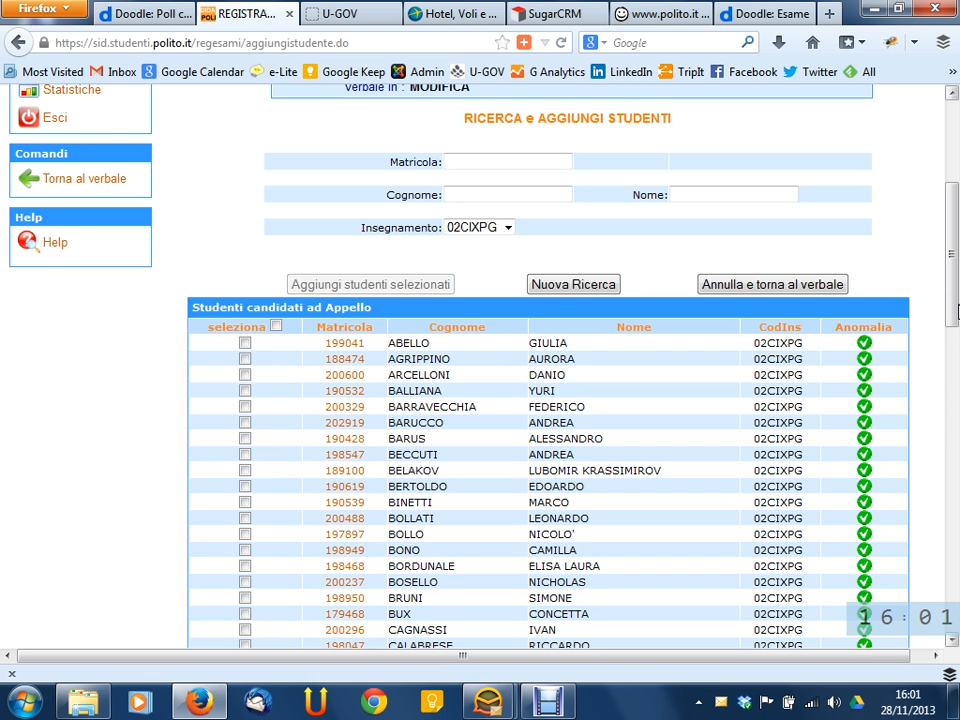 Firefox
Doodle: Poll c...
REGISTRA...
U-GOV
Hotel, Voli e ...
SugarCRM
www.polito.it ...
Doodle: Esame
https://sid.studenti.polito.it/regesami/aggiungistudente.do
Google
Most Visited
Inbox
Google Calendar
e-Lite
Google Keep
Admin
U-GOV
G Analytics
LinkedIn
TripIt
Facebook
Twitter
All
Statistiche
Esci
Comandi
Torna al verbale
Help
Help
Verbale in : MODIFICA
RICERCA e AGGIUNGI STUDENTI
Matricola:
Cognome: Nome:
Insegnamento: 02CIXPG
Aggiungi studenti selezionati Nuova Ricerca Annulla e torna al verbale
Studenti candidati ad Appello
seleziona Matricola Cognome Nome CodIns Anomalia
199041 ABELLO GIULIA 02CIXPG
188474 AGRIPPINO AURORA 02CIXPG
200600 ARCELLONI DANIO 02CIXPG
190532 BALLIANA YURI 02CIXPG
200329 BARRAVECCHIA FEDERICO 02CIXPG
202919 BARUCCO ANDREA 02CIXPG
190428 BARUS ALESSANDRO 02CIXPG
198547 BECCUTI ANDREA 02CIXPG
189100 BELAKOV LUBOMIR KRASSIMIROV 02CIXPG
190619 BERTOLDO EDOARDO 02CIXPG
190539 BINETTI MARCO 02CIXPG
200488 BOLLATI LEONARDO 02CIXPG
197897 BOLLO NICOLO' 02CIXPG
198949 BONO CAMILLA 02CIXPG
198468 BORDUNALE ELISA LAURA 02CIXPG
200237 BOSELLO NICHOLAS 02CIXPG
198950 BRUNI SIMONE 02CIXPG
179468 BUX CONCETTA 02CIXPG
200296 CAGNASSI IVAN 02CIXPG
198047 CALABRESE RICCARDO 02CIXPG
16:01
16:01
28/11/2013